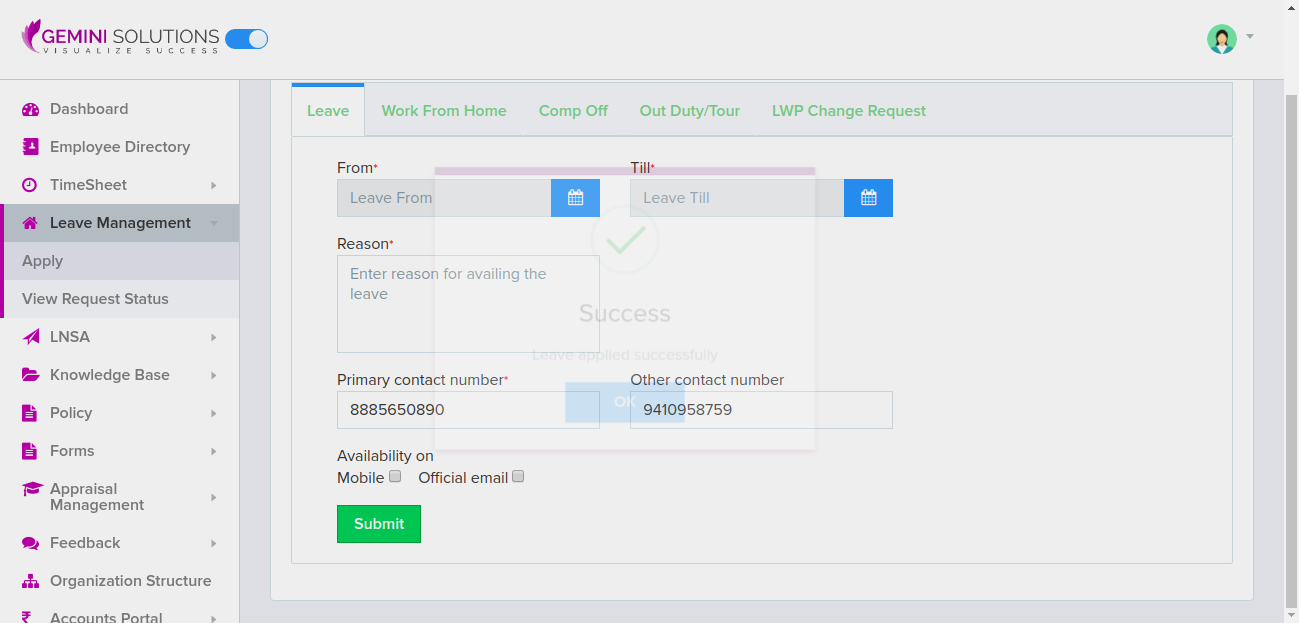 GEMINI SOLUTIONS
VISUALIZE SUCCESS
Dashboard
Employee Directory
TimeSheet
Leave Management
Apply
View Request Status
LNSA
Knowledge Base
Policy
Forms
Appraisal
Management
Feedback
Organization Structure
Accounts Portal
Leave
Work From Home
Comp Off
Out Duty/Tour
LWP Change Request
From*
Till*
Leave From
Leave Till
Reason*
Enter reason for availing the
leave
Success
Leave applied successfully
OK
Primary contact number*
Other contact number
8885650890
9410958759
Availability on
Mobile
Official email
Submit